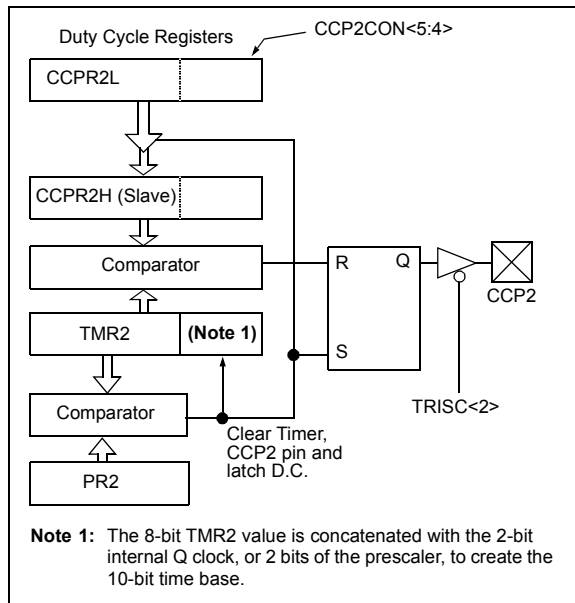 Duty Cycle Registers
CCP2CON<5:4>
CCPR2L
CCPR2H (Slave)
Comparator
R
Q
CCP2
TMR2
(Note 1)
S
TRISC<2>
Comparator
Clear Timer,
CCP2 pin and
latch D.C.
PR2
Note 1: The 8-bit TMR2 value is concatenated with the 2-bit
internal Q clock, or 2 bits of the prescaler, to create the
10-bit time base.